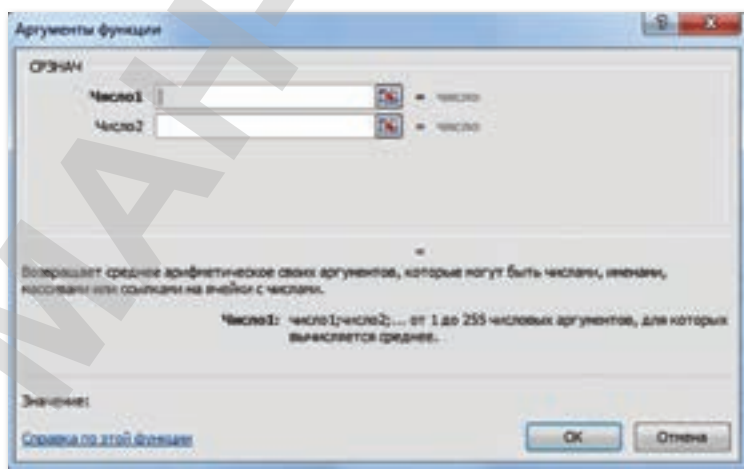 Аргументы функции
СРЗНАЧ
Число1 = число
Число2 = число
=
Возвращает среднее арифметическое своих аргументов, которые могут быть числами, именами,
массивами или ссылками на ячейки с числами.
Число1: число1;число2;... от 1 до 255 числовых аргументов, для которых
вычисляется среднее.
Значение:
Справка по этой функции
ОК
Отмена
МАН